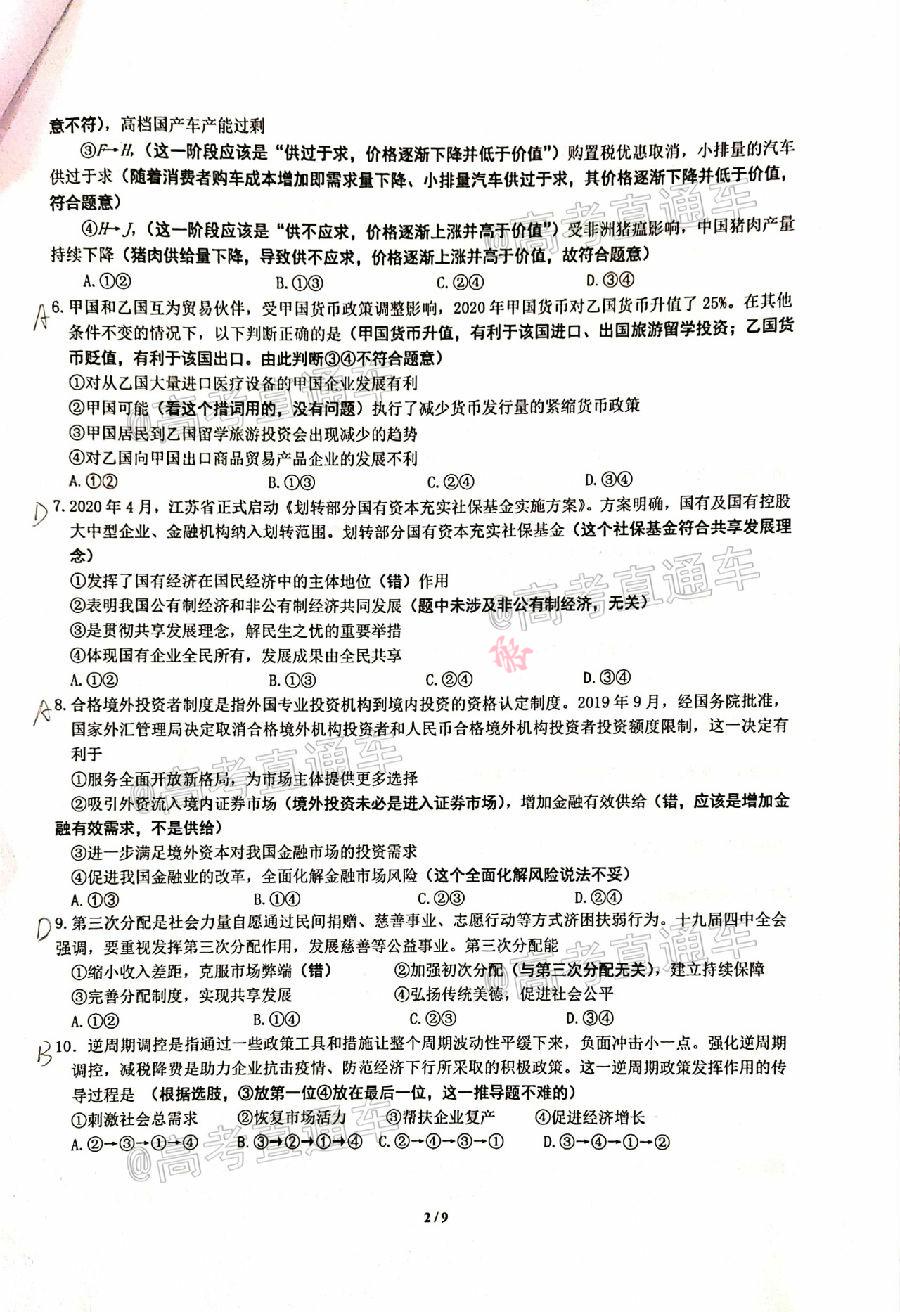 意不符)，高档国产车产能过剩
③F→H，(这一阶段应该是“供过于求，价格逐渐下降并低于价值”) 购置税优惠取消，小排量的汽车
供过于求 (随着消费者购车成本增加即需求量下降、小排量汽车供过于求，其价格逐渐下降并低于价值，
符合题意)
④H→J，(这一阶段应该是“供不应求，价格逐渐上涨并高于价值”) 受非洲猪瘟影响，中国猪肉产量
持续下降 (猪肉供给量下降，导致供不应求，价格逐渐上涨并高于价值，故符合题意)
A. ①② B. ①③ C. ②④ D. ③④
A 6. 甲国和乙国互为贸易伙伴，受甲国货币政策调整影响，2020 年甲国货币对乙国货币升值了 25%。在其他
条件不变的情况下，以下判断正确的是 (甲国货币升值，有利于该国进口、出国旅游留学投资；乙国货
币贬值，有利于该国出口。由此判断③④不符合题意)
①对从乙国大量进口医疗设备的甲国企业发展有利
②甲国可能 (看这个措词用的，没有问题) 执行了减少货币发行量的紧缩货币政策
③甲国居民到乙国留学旅游投资会出现减少的趋势
④对乙国向甲国出口商品贸易产品企业的发展不利
A. ①② B. ①③ C. ②④ D. ③④
D 7. 2020 年 4 月，江苏省正式启动《划转部分国有资本充实社保基金实施方案》。方案明确，国有及国有控股
大中型企业、金融机构纳入划转范围。划转部分国有资本充实社保基金 (这个社保基金符合共享发展理
念)
①发挥了国有经济在国民经济中的主体地位 (错) 作用
②表明我国公有制经济和非公有制经济共同发展 (题中未涉及非公有制经济，无关)
③是贯彻共享发展理念，解民生之忧的重要举措
④体现国有企业全民所有，发展成果由全民共享
A. ①② B. ①③ C. ②④ D. ③④
A 8. 合格境外投资者制度是指外国专业投资机构到境内投资的资格认定制度。2019 年 9 月，经国务院批准，
国家外汇管理局决定取消合格境外机构投资者和人民币合格境外机构投资者投资额度限制，这一决定有
利于
①服务全面开放新格局，为市场主体提供更多选择
②吸引外资流入境内证券市场 (境外投资未必是进入证券市场)，增加金融有效供给 (错，应该是增加金
融有效需求，不是供给)
③进一步满足境外资本对我国金融市场的投资需求
④促进我国金融业的改革，全面化解金融市场风险 (这个全面化解风险说法不妥)
A. ①③ B. ①④ C. ②③ D. ②④
D 9. 第三次分配是社会力量自愿通过民间捐赠、慈善事业、志愿行动等方式济困扶弱行为。十九届四中全会
强调，要重视发挥第三次分配作用，发展慈善等公益事业。第三次分配能
①缩小收入差距，克服市场弊端 (错) ②加强初次分配 (与第三次分配无关)，建立持续保障
③完善分配制度，实现共享发展 ④弘扬传统美德，促进社会公平
A. ①② B. ①④ C. ②③ D. ③④
B 10. 逆周期调控是指通过一些政策工具和措施让整个周期波动性平缓下来，负面冲击小一点。强化逆周期
调控，减税降费是助力企业抗击疫情、防范经济下行所采取的积极政策。这一逆周期政策发挥作用的传
导过程是 (根据选肢，③放第一位④放在最后一位，这一推导题不难的)
①刺激社会总需求 ②恢复市场活力 ③帮扶企业复产 ④促进经济增长
A. ②→③→①→④ B. ③→②→①→④ C. ②→④→③→① D. ③→④→①→②
2 / 9
@高考直通车
@高考直通车
@高考直通车
@高考直通车
@高考直通车
@高考直通车
@高考直通车